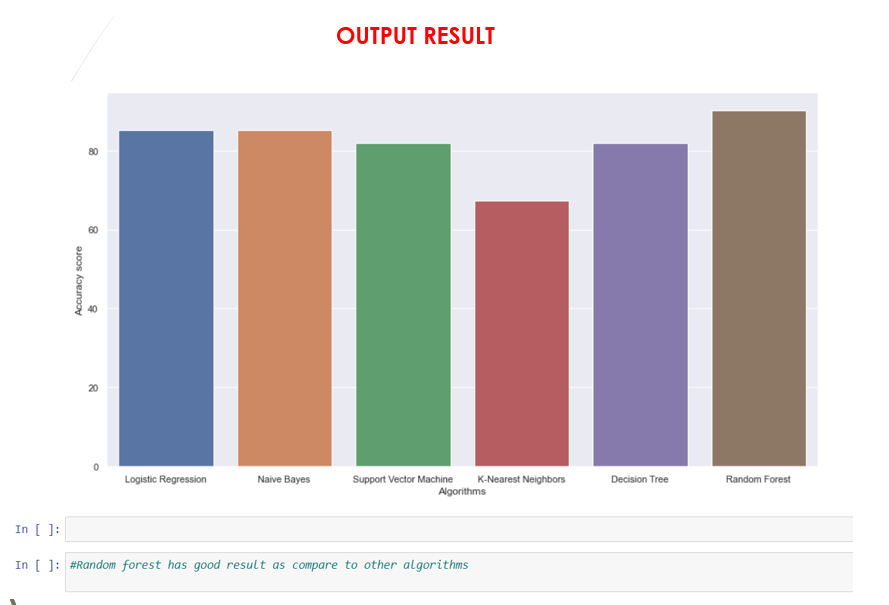 OUTPUT RESULT
80
60
40
20
0
Accuracy score
Logistic Regression Naive Bayes Support Vector Machine K-Nearest Neighbors Decision Tree Random Forest
Algorithms
In [ ]:
In [ ]: #Random forest has good result as compare to other algorithms